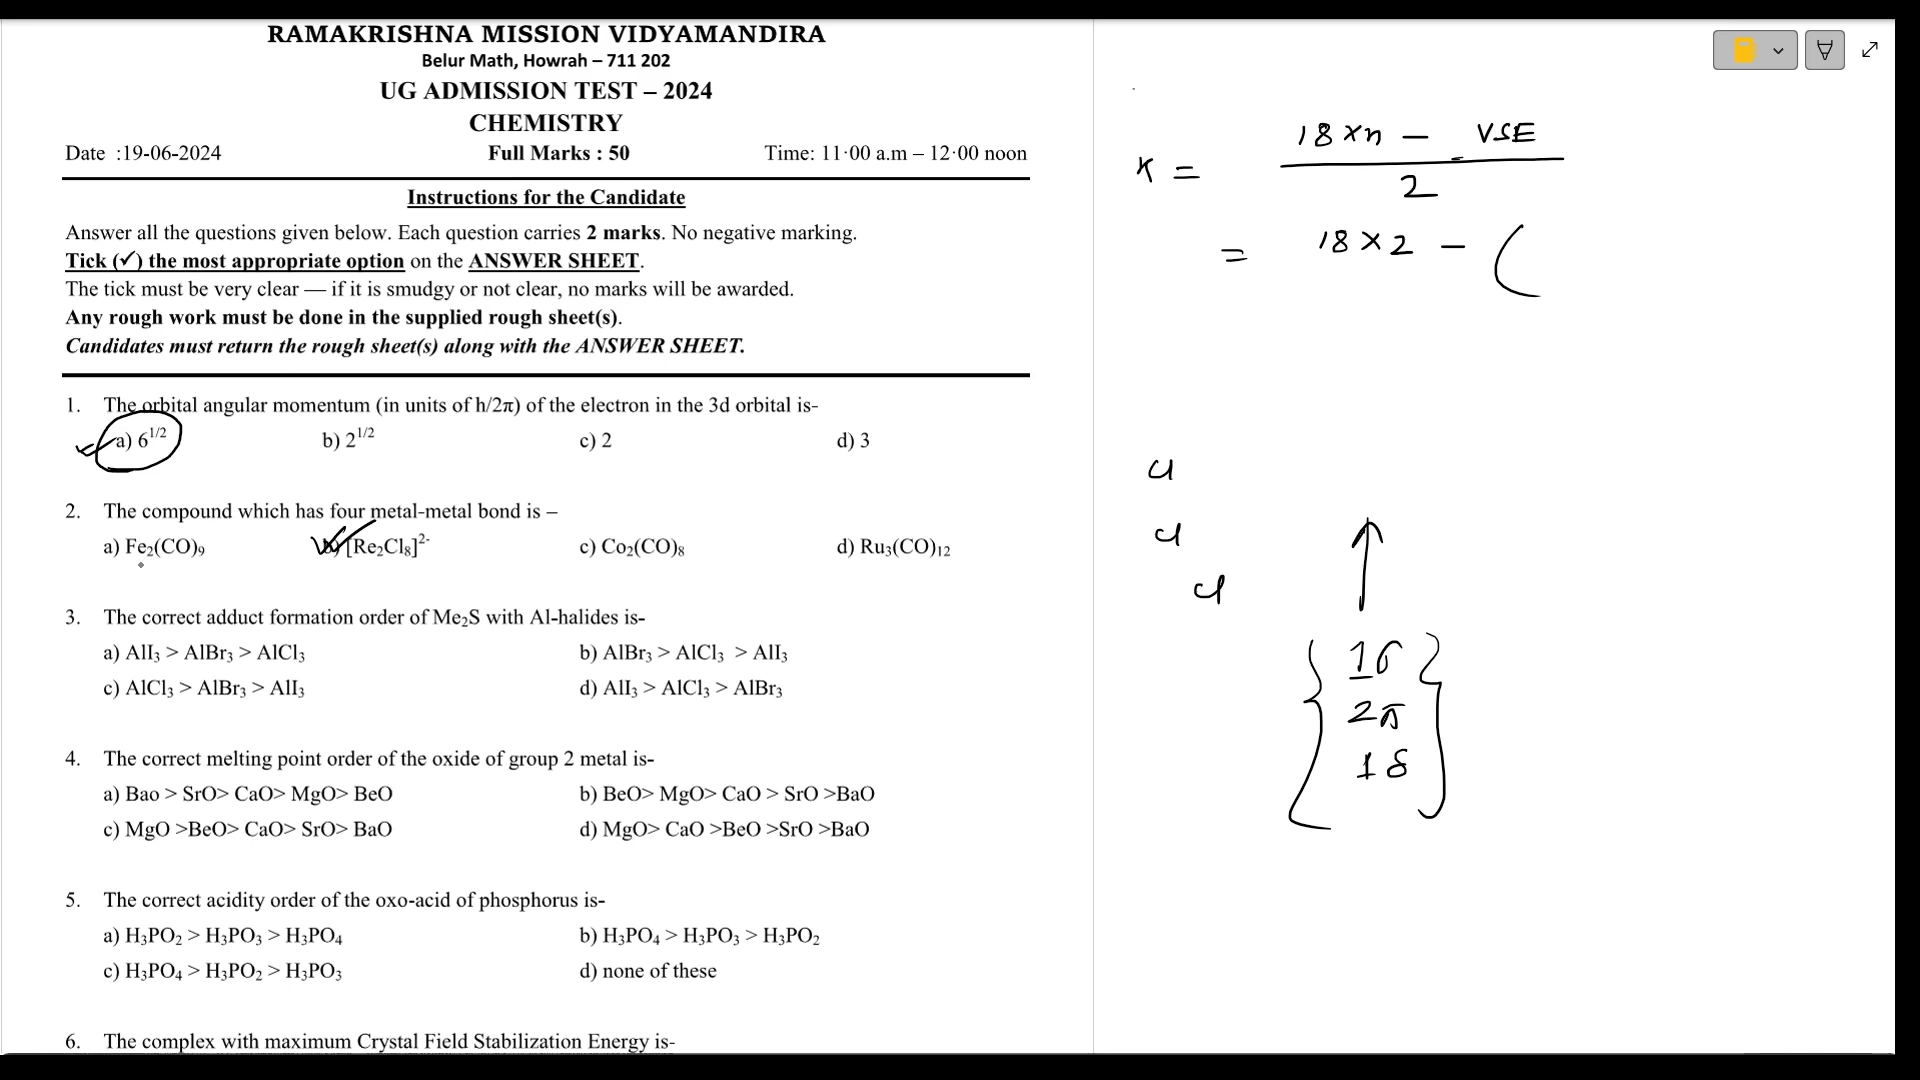 RAMAKRISHNA MISSION VIDYAMANDIRA
Belur Math, Howrah – 711 202
UG ADMISSION TEST – 2024
CHEMISTRY
Date :19-06-2024 Full Marks : 50 Time: 11·00 a.m – 12·00 noon
Instructions for the Candidate
Answer all the questions given below. Each question carries 2 marks. No negative marking.
Tick (✓) the most appropriate option on the ANSWER SHEET.
The tick must be very clear — if it is smudgy or not clear, no marks will be awarded.
Any rough work must be done in the supplied rough sheet(s).
Candidates must return the rough sheet(s) along with the ANSWER SHEET.
1. The orbital angular momentum (in units of h/2π) of the electron in the 3d orbital is-
a) 6^1/2 b) 2^1/2 c) 2 d) 3
2. The compound which has four metal-metal bond is –
a) Fe₂(CO)₉ b) [Re₂Cl₈]²⁻ c) Co₂(CO)₈ d) Ru₃(CO)₁₂
3. The correct adduct formation order of Me₂S with Al-halides is-
a) AlI₃ > AlBr₃ > AlCl₃ b) AlBr₃ > AlCl₃ > AlI₃
c) AlCl₃ > AlBr₃ > AlI₃ d) AlI₃ > AlCl₃ > AlBr₃
4. The correct melting point order of the oxide of group 2 metal is-
a) Bao > SrO> CaO> MgO> BeO b) BeO> MgO> CaO > SrO >BaO
c) MgO >BeO> CaO> SrO> BaO d) MgO> CaO >BeO >SrO >BaO
5. The correct acidity order of the oxo-acid of phosphorus is-
a) H₃PO₂ > H₃PO₃ > H₃PO₄ b) H₃PO₄ > H₃PO₃ > H₃PO₂
c) H₃PO₄ > H₃PO₂ > H₃PO₃ d) none of these
6. The complex with maximum Crystal Field Stabilization Energy is-
x = 18 × n – VSE
2
= 18 × 2 – (
{ 1σ }
2π
1δ